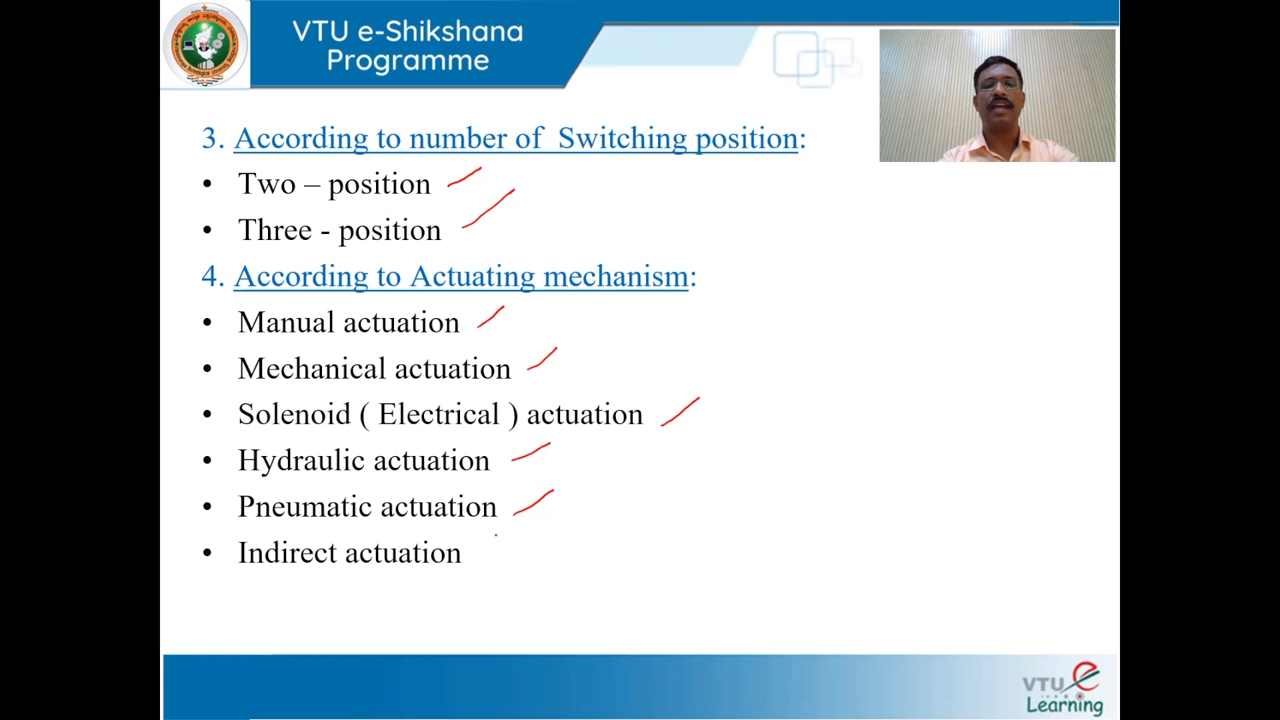 VTU e-Shikshana
Programme
3. According to number of Switching position:
• Two – position
• Three - position
4. According to Actuating mechanism:
• Manual actuation
• Mechanical actuation
• Solenoid ( Electrical ) actuation
• Hydraulic actuation
• Pneumatic actuation
• Indirect actuation
VTU e
Learning